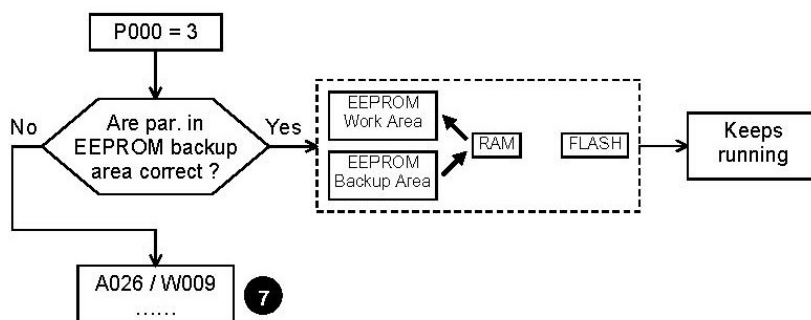 P000 = 3
No
Are par. in
EEPROM backup
area correct ?
Yes
EEPROM
Work Area
EEPROM
Backup Area
RAM
FLASH
Keeps
running
A026 / W009
......
7